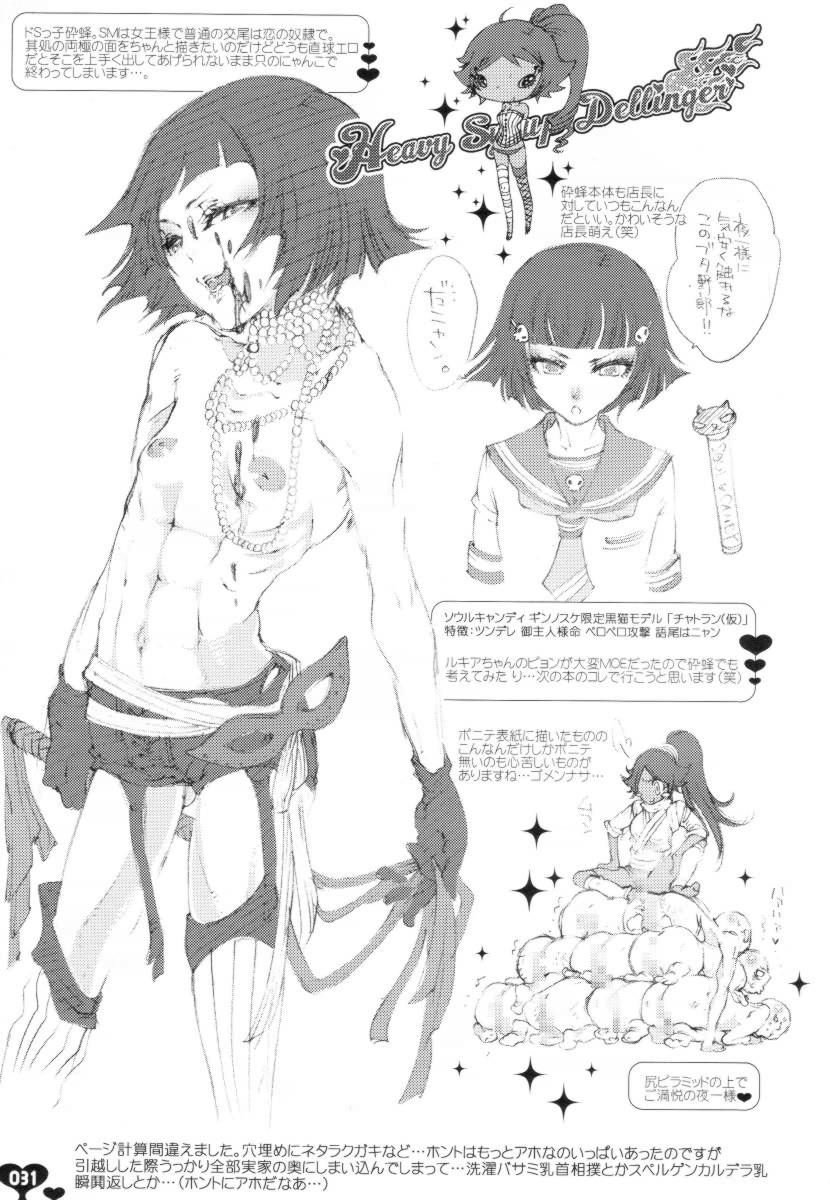 ドSっ子砕蜂。SMは女王様で普通の交尾は恋の奴隷で。
其処の両極の面をちゃんと描きたいのだけどどうも直球エロ
だとそこを上手く出してあげられないまま只のにゃんこで
終わってしまいます…。
Heavy Syrup Dellinger
砕蜂本体も店長に
対していつもこんなん
だといい。かわいそうな
店長萌え(笑)
夜一様に
気安く触れるな
このブタ野郎!!
ソウルキャンディ ギンノスケ限定黒猫モデル「チャトラン(仮)」
特徴:ツンデレ 御主人様命 ペロペロ攻撃 語尾はニャン
ルキアちゃんのピョンが大変MOEだったので砕蜂でも
考えてみた り…次の本のコレで行こうと思います(笑)
ポニテ表紙に描いたものの
こんなんだけしかポニテ
無いのも心苦しいものが
ありますね…ゴメンナサ…
尻ピラミッドの上で
ご満悦の夜一様
ページ計算間違えました。穴埋めにネタラクガキなど…ホントはもっとアホなのいっぱいあったのですが
引越しした際うっかり全部実家の奥にしまい込んでしまって…洗濯バサミ乳首相撲とかスペルゲンカルデラ乳
瞬鬨返しとか…(ホントにアホだなあ…)
031